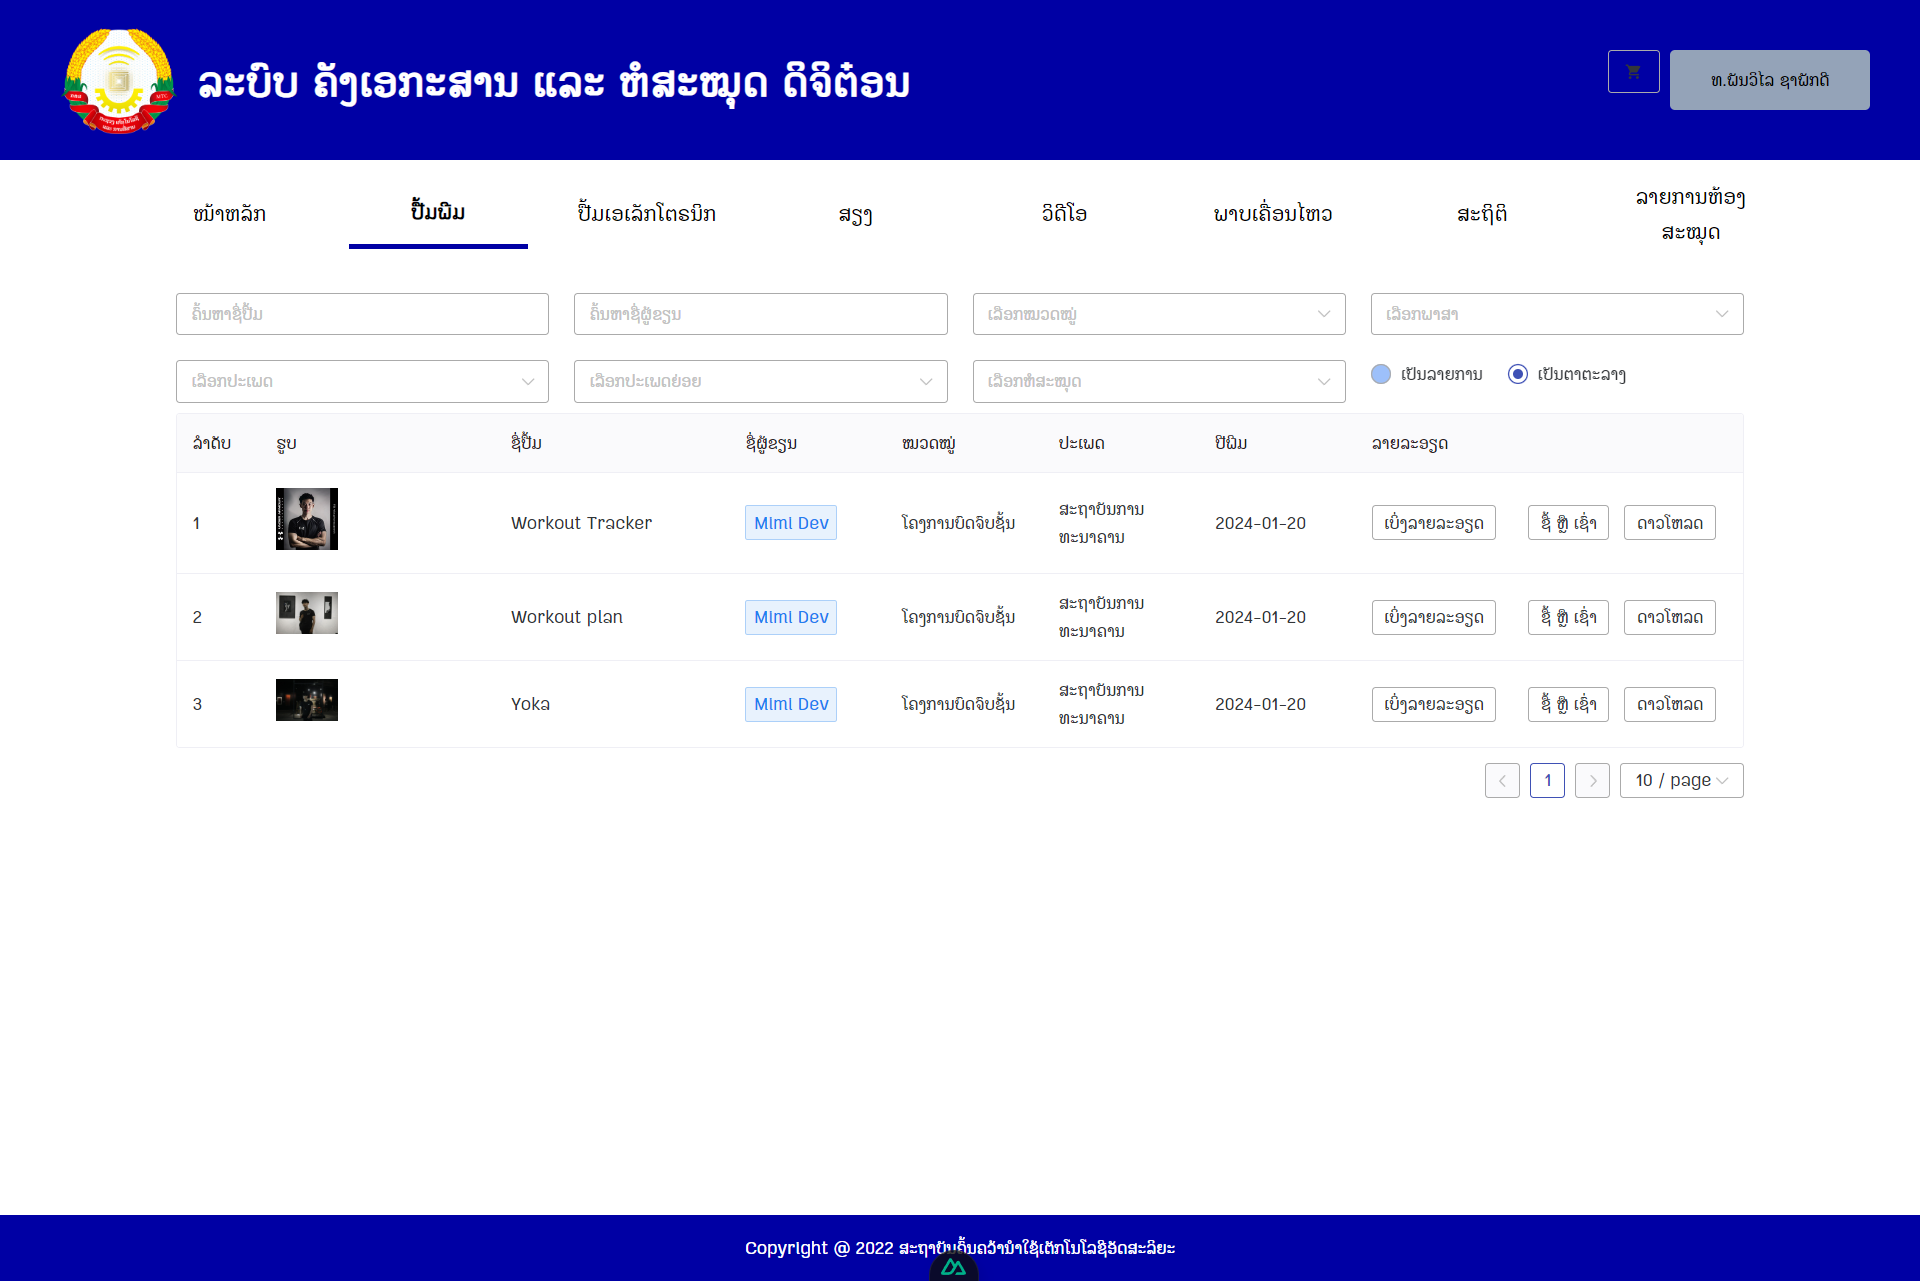 ລະບົບ ຄັງເອກະສານ ແລະ ຫໍສະໝຸດ ດິຈິຕ໋ອນ
ທ.ພັນວິໄລ ຊາພັກດີ
ໜ້າຫລັກ
ປື້ມພິມ
ປື້ມເອເລັກໂຕຣນິກ
ສຽງ
ວິດີໂອ
ພາບເຄື່ອນໄຫວ
ສະຖິຕິ
ລາຍການຫ້ອງ
ສະໝຸດ
ຄົ້ນຫາຊື່ປື້ມ
ຄົ້ນຫາຊື່ຜູ້ຂຽນ
ເລືອກໝວດໝູ່
ເລືອກພາສາ
ເລືອກປະເພດ
ເລືອກປະເພດຍ່ອຍ
ເລືອກຫໍສະໝຸດ
ເປັນລາຍການ
ເປັນຕາຕະລາງ
ລຳດັບ ຮູບ ຊື່ປື້ມ ຊື່ຜູ້ຂຽນ ໝວດໝູ່ ປະເພດ ປີພິມ ລາຍລະອຽດ
1 Workout Tracker Mimi Dev ໂຄງການບົດຈົບຊັ້ນ ສະຖາບັນການ 2024-01-20 ເບິ່ງລາຍລະອຽດ ຊື້ ຫຼື ເຊົ່າ ດາວໂຫລດ
ທະນາຄານ
2 Workout plan Mimi Dev ໂຄງການບົດຈົບຊັ້ນ ສະຖາບັນການ 2024-01-20 ເບິ່ງລາຍລະອຽດ ຊື້ ຫຼື ເຊົ່າ ດາວໂຫລດ
ທະນາຄານ
3 Yoka Mimi Dev ໂຄງການບົດຈົບຊັ້ນ ສະຖາບັນການ 2024-01-20 ເບິ່ງລາຍລະອຽດ ຊື້ ຫຼື ເຊົ່າ ດາວໂຫລດ
ທະນາຄານ
1
10 / page
Copyright @ 2022 ສະຖາບັນຄົ້ນຄວ້ານຳໃຊ້ເຕັກໂນໂລຊີອັດສະລິຍະ